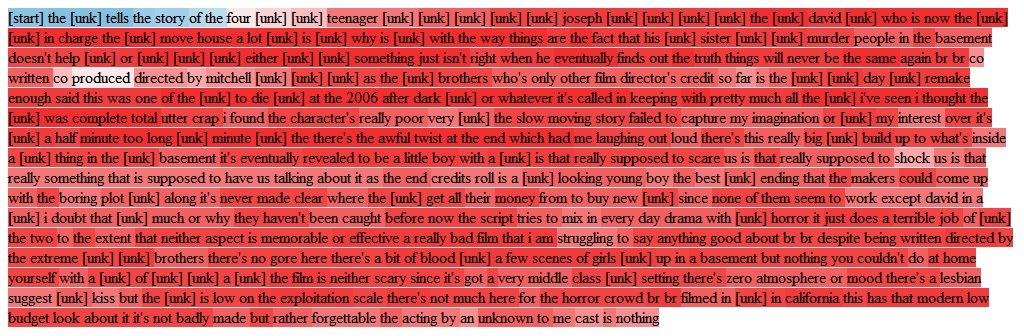 [start] the [unk] tells the story of the four [unk] [unk] teenager [unk] [unk] [unk] [unk] [unk] joseph [unk] [unk] [unk] [unk] the [unk] david [unk] who is now the [unk]
[unk] in charge the [unk] move house a lot [unk] is [unk] why is [unk] with the way things are the fact that his [unk] sister [unk] [unk] murder people in the basement
doesn't help [unk] or [unk] [unk] [unk] either [unk] [unk] something just isn't right when he eventually finds out the truth things will never be the same again br br co
written co produced directed by mitchell [unk] [unk] [unk] as the [unk] brothers who's only other film director's credit so far is the [unk] [unk] day [unk] remake
enough said this was one of the [unk] to die [unk] at the 2006 after dark [unk] or whatever it's called in keeping with pretty much all the [unk] i've seen i thought the
[unk] was complete total utter crap i found the character's really poor very [unk] the slow moving story failed to capture my imagination or [unk] my interest over it's
[unk] a half minute too long [unk] minute [unk] the there's the awful twist at the end which had me laughing out loud there's this really big [unk] build up to what's inside
a [unk] thing in the [unk] basement it's eventually revealed to be a little boy with a [unk] is that really supposed to scare us is that really supposed to shock us is that
really something that is supposed to have us talking about it as the end credits roll is a [unk] looking young boy the best [unk] ending that the makers could come up
with the boring plot [unk] along it's never made clear where the [unk] get all their money from to buy new [unk] since none of them seem to work except david in a
[unk] i doubt that [unk] much or why they haven't been caught before now the script tries to mix in every day drama with [unk] horror it just does a terrible job of [unk]
the two to the extent that neither aspect is memorable or effective a really bad film that i am struggling to say anything good about br br despite being written directed by
the extreme [unk] [unk] brothers there's no gore here there's a bit of blood [unk] a few scenes of girls [unk] up in a basement but nothing you couldn't do at home
yourself with a [unk] of [unk] [unk] a [unk] the film is neither scary since it's got a very middle class [unk] setting there's zero atmosphere or mood there's a lesbian
suggest [unk] kiss but the [unk] is low on the exploitation scale there's not much here for the horror crowd br br filmed in [unk] in california this has that modern low
budget look about it it's not badly made but rather forgettable the acting by an unknown to me cast is nothing